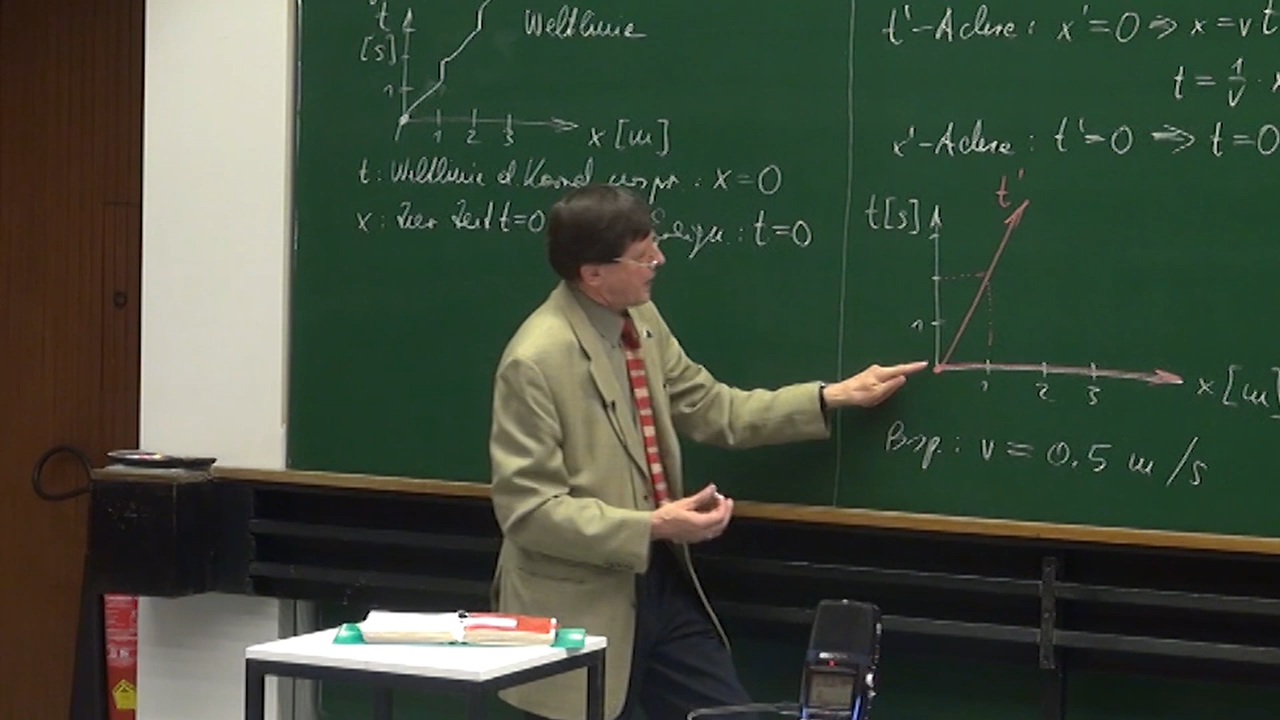 t
[s]
Weltlinie
1
1 2 3
x [m]
t: Weltlinie d. Koord. urspr.: x=0
x: Zur Zeit t=0 : t=0
t'-Achse: x'=0 ⇒ x = vt
t = 1/v · x
x'-Achse: t'=0 ⇒ t=0
t'
t[s]
1
1 2 3
x [m]
Bsp.: v = 0.5 m/s